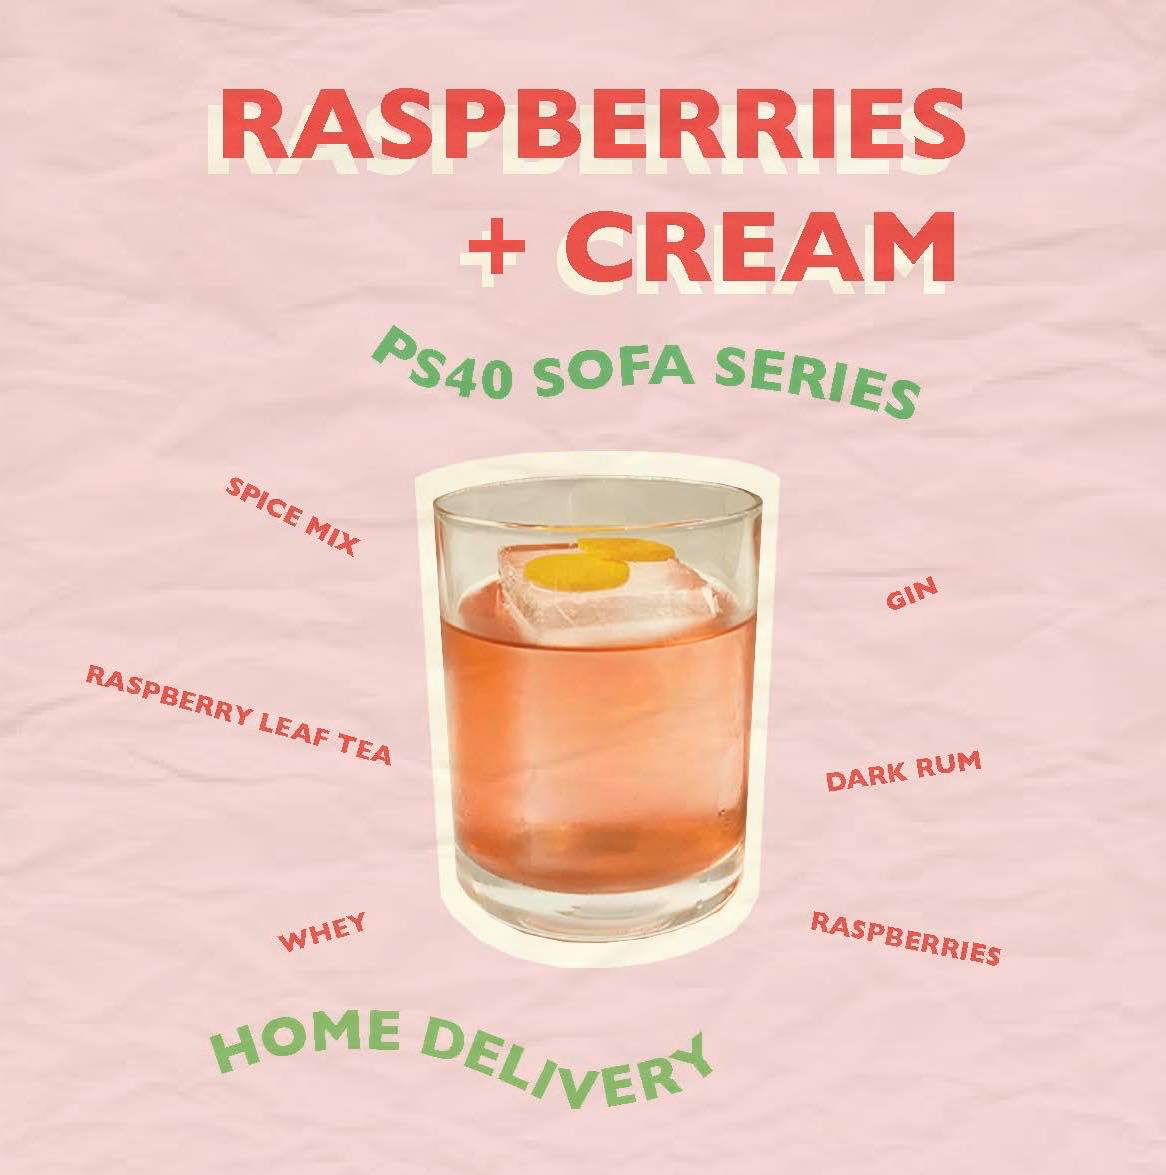 RASPBERRIES
+ CREAM
PS40 SOFA SERIES
SPICE MIX
GIN
RASPBERRY LEAF TEA
DARK RUM
WHEY
RASPBERRIES
HOME DELIVERY